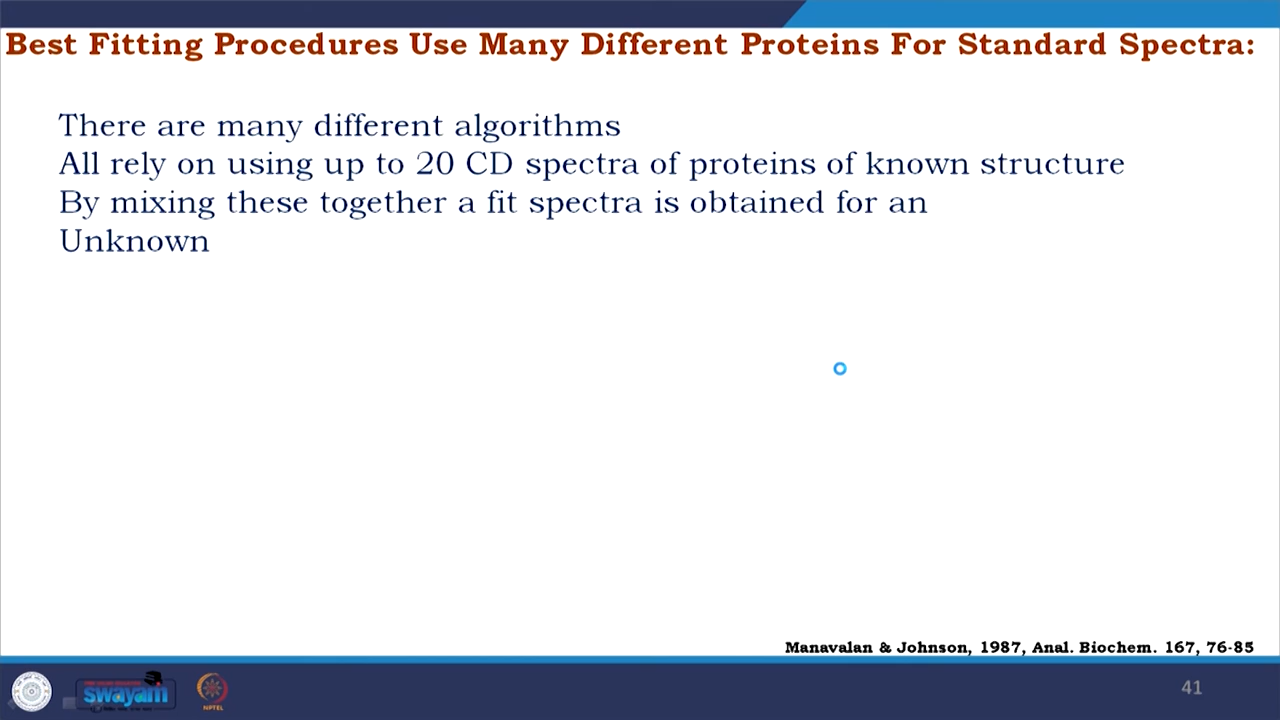 Best Fitting Procedures Use Many Different Proteins For Standard Spectra:
There are many different algorithms
All rely on using up to 20 CD spectra of proteins of known structure
By mixing these together a fit spectra is obtained for an
Unknown
Manavalan & Johnson, 1987, Anal. Biochem. 167, 76-85
swayam
NPTEL
41